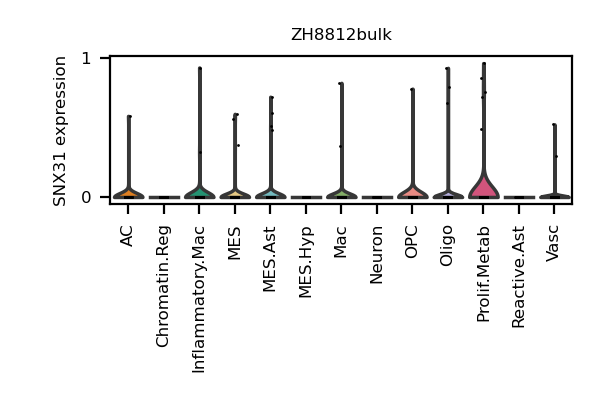 ZH8812bulk
SNX31 expression
1
0
AC
Chromatin.Reg
Inflammatory.Mac
MES
MES.Ast
MES.Hyp
Mac
Neuron
OPC
Oligo
Prolif.Metab
Reactive.Ast
Vasc